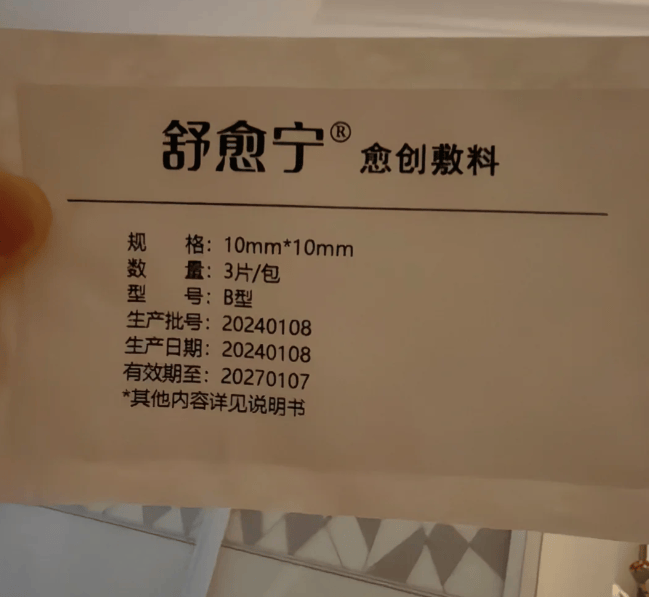 舒愈宁® 愈创敷料
规 格：10mm*10mm
数 量：3片/包
型 号：B型
生产批号：20240108
生产日期：20240108
有效期至：20270107
*其他内容详见说明书